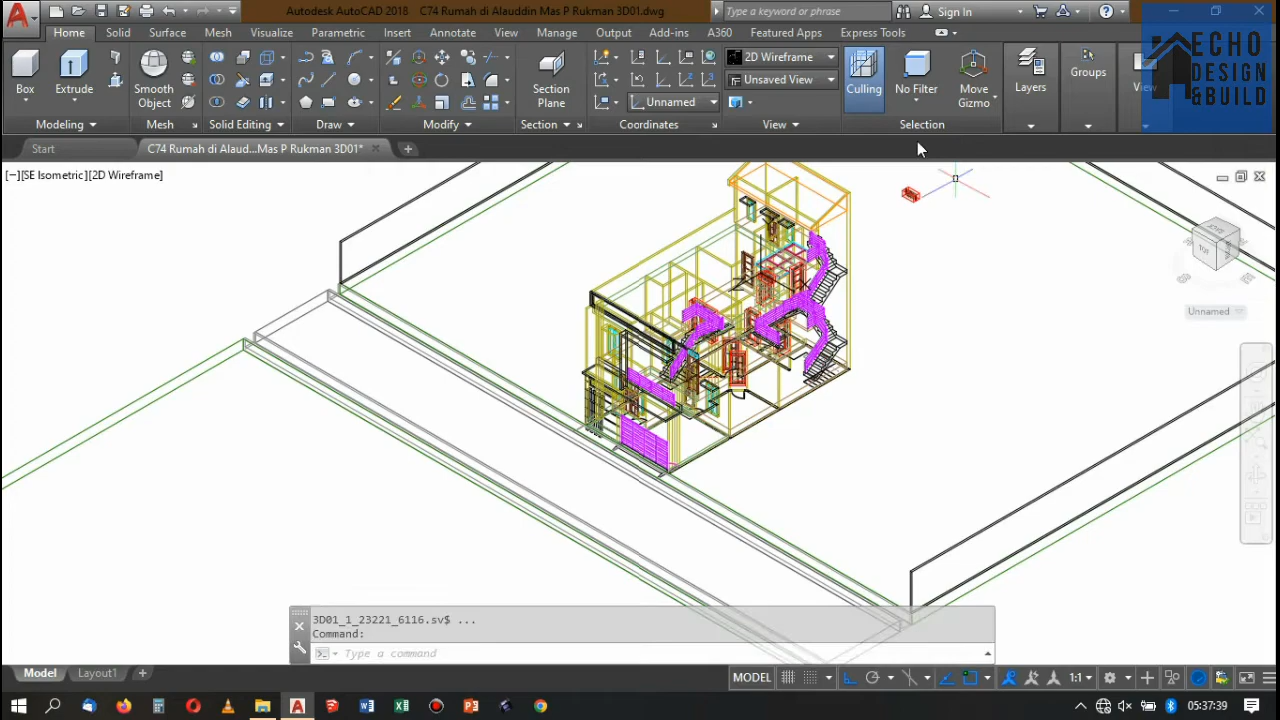 Autodesk AutoCAD 2018 C74 Rumah di Alauddin Mas P Rukman 3D01.dwg
Type a keyword or phrase
Sign In
Home Solid Surface Mesh Visualize Parametric Insert Annotate View Manage Output Add-ins A360 Featured Apps Express Tools
2D Wireframe
Unsaved View
Unnamed
Box
Extrude
Smooth Object
Section Plane
Culling
No Filter
Move Gizmo
Layers
Groups
View
Modeling
Mesh
Solid Editing
Draw
Modify
Section
Coordinates
View
Selection
ECHO
DESIGN
&BUILD
Start
C74 Rumah di Alaud...Mas P Rukman 3D01*
[−][SE Isometric][2D Wireframe]
Unnamed
3D01_1_23221_6116.sv$ ...
Command:
Type a command
Model
Layout1
MODEL
1:1
05:37:39